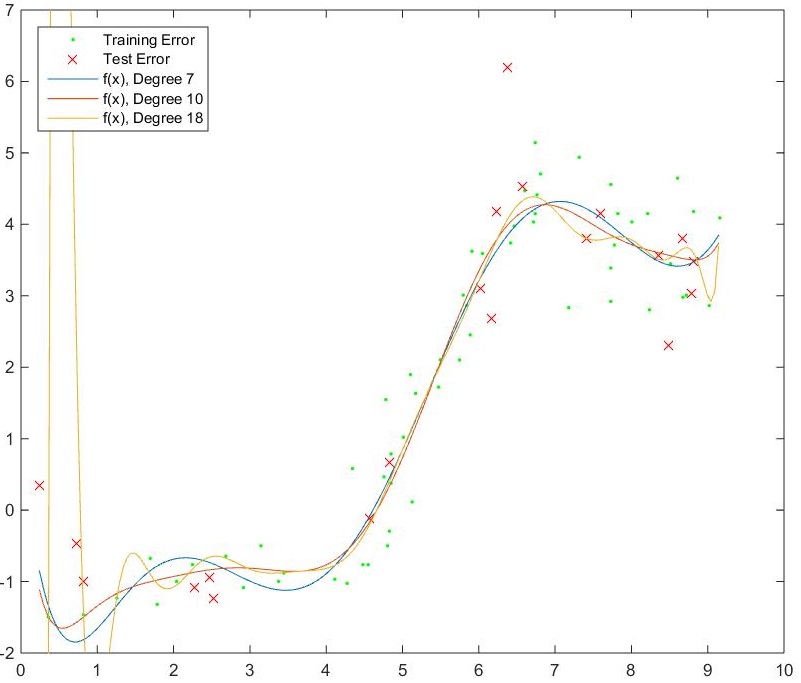 7
6
5
4
3
2
1
0
-1
-2
Training Error
Test Error
f(x), Degree 7
f(x), Degree 10
f(x), Degree 18
0 1 2 3 4 5 6 7 8 9 10